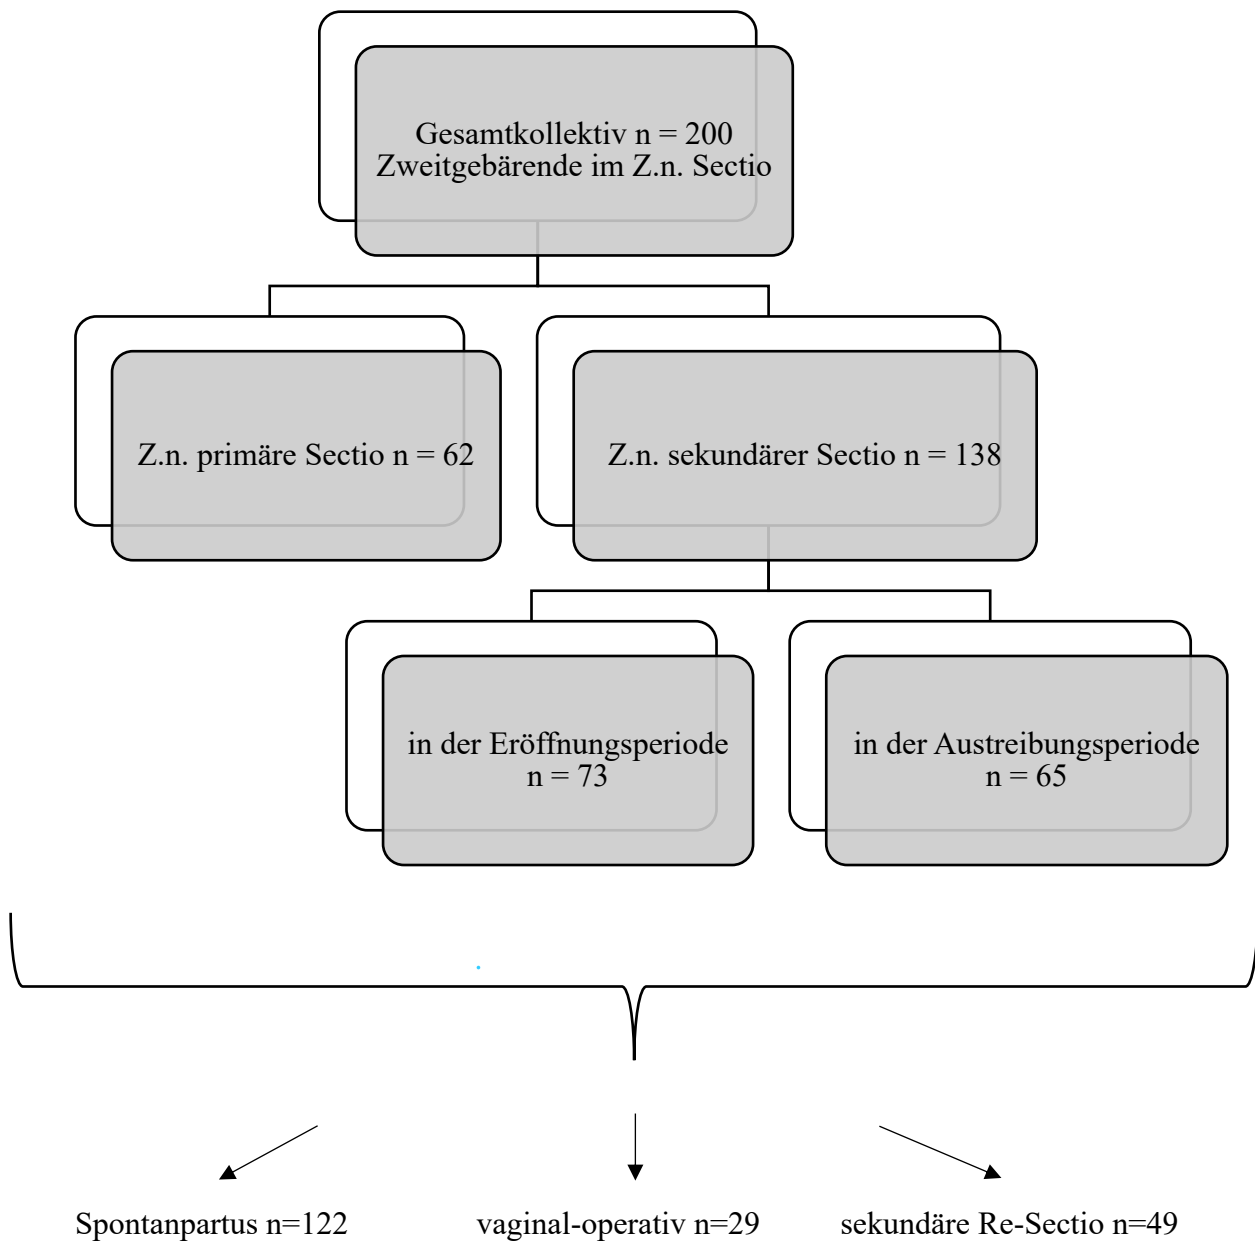 Gesamtkollektiv n = 200
Zweitgebärende im Z.n. Sectio
Z.n. primäre Sectio n = 62
Z.n. sekundärer Sectio n = 138
in der Eröffnungsperiode
n = 73
in der Austreibungsperiode
n = 65
Spontanpartus n=122
vaginal-operativ n=29
sekundäre Re-Sectio n=49